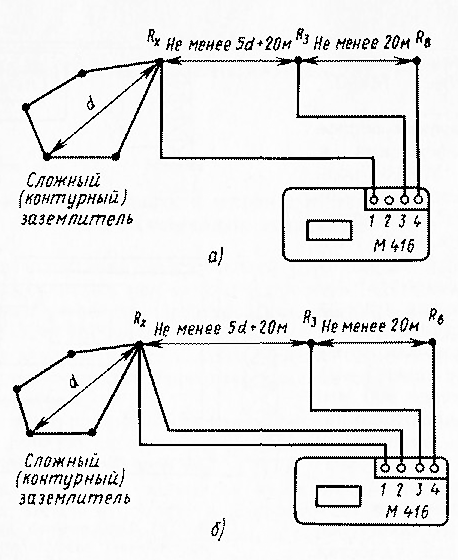 Rx Не менее 5d+20м R3 Не менее 20м Rв
d
Сложный
(контурный)
заземлитель
1 2 3 4
М 416
а)
Rx Не менее 5d+20м R3 Не менее 20м Rв
d
Сложный
(контурный)
заземлитель
1 2 3 4
М 416
б)